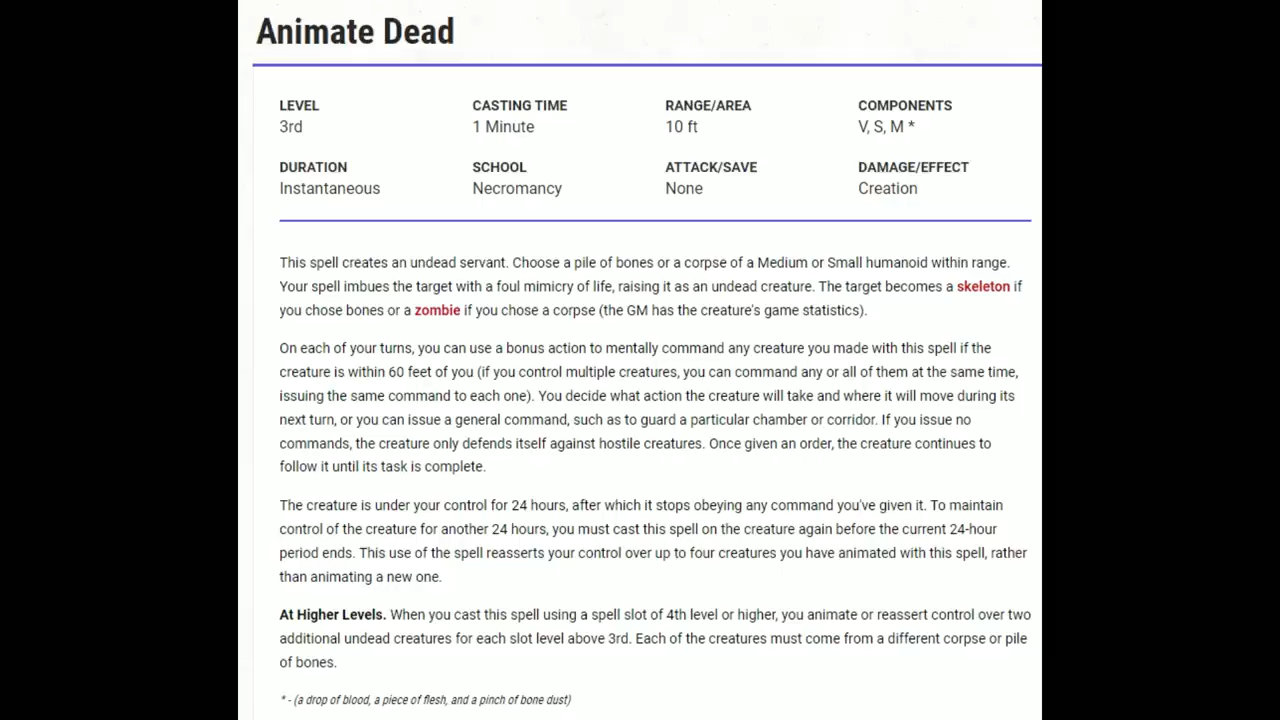 Animate Dead
LEVEL CASTING TIME RANGE/AREA COMPONENTS
3rd 1 Minute 10 ft V, S, M *
DURATION SCHOOL ATTACK/SAVE DAMAGE/EFFECT
Instantaneous Necromancy None Creation
This spell creates an undead servant. Choose a pile of bones or a corpse of a Medium or Small humanoid within range.
Your spell imbues the target with a foul mimicry of life, raising it as an undead creature. The target becomes a skeleton if
you chose bones or a zombie if you chose a corpse (the GM has the creature's game statistics).
On each of your turns, you can use a bonus action to mentally command any creature you made with this spell if the
creature is within 60 feet of you (if you control multiple creatures, you can command any or all of them at the same time,
issuing the same command to each one). You decide what action the creature will take and where it will move during its
next turn, or you can issue a general command, such as to guard a particular chamber or corridor. If you issue no
commands, the creature only defends itself against hostile creatures. Once given an order, the creature continues to
follow it until its task is complete.
The creature is under your control for 24 hours, after which it stops obeying any command you've given it. To maintain
control of the creature for another 24 hours, you must cast this spell on the creature again before the current 24-hour
period ends. This use of the spell reasserts your control over up to four creatures you have animated with this spell, rather
than animating a new one.
At Higher Levels. When you cast this spell using a spell slot of 4th level or higher, you animate or reassert control over two
additional undead creatures for each slot level above 3rd. Each of the creatures must come from a different corpse or pile
of bones.
* - (a drop of blood, a piece of flesh, and a pinch of bone dust)